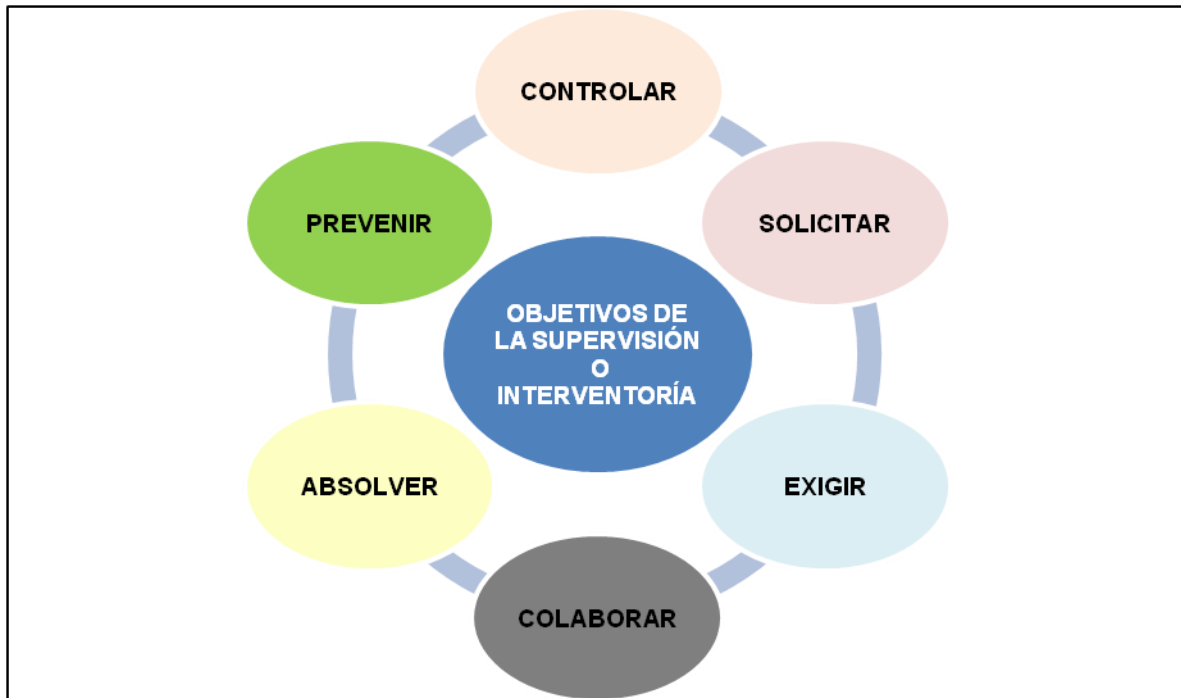 CONTROLAR
PREVENIR
SOLICITAR
OBJETIVOS DE
LA SUPERVISIÓN
O
INTERVENTORÍA
ABSOLVER
EXIGIR
COLABORAR